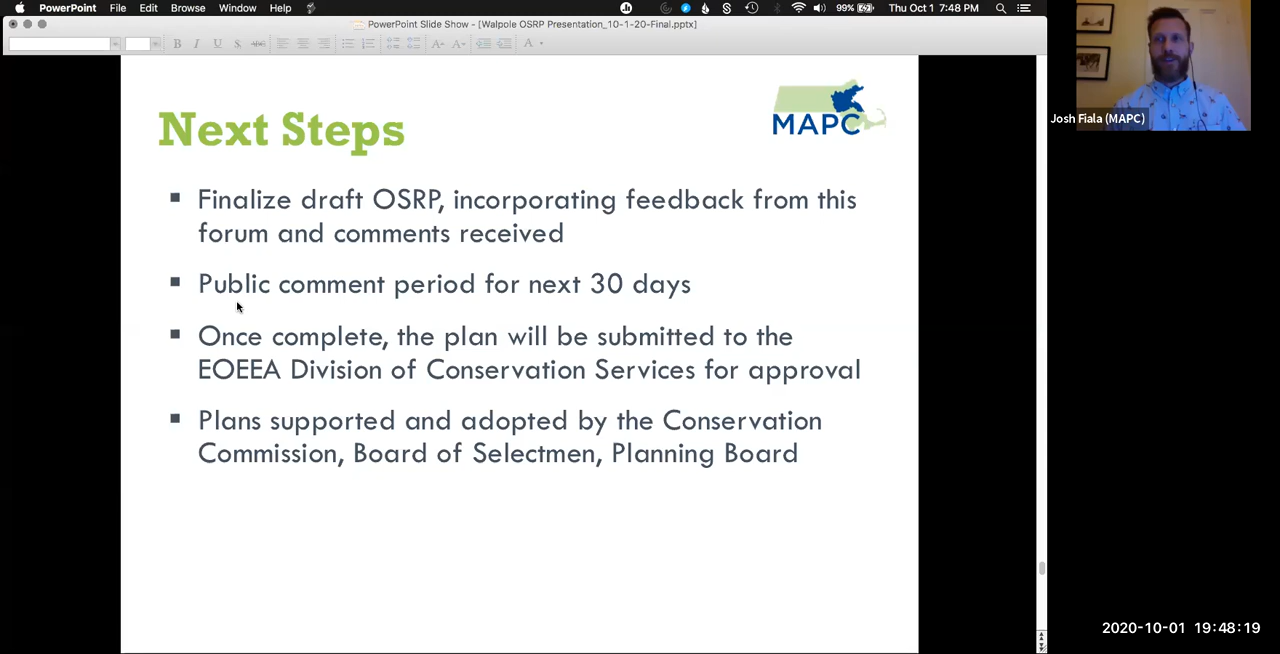 PowerPoint File Edit View Browse Window Help 99% Thu Oct 1 7:48 PM
PowerPoint Slide Show - [Walpole OSRP Presentation_10-1-20-Final.pptx]
B I U S ABC A A A
Next Steps
MAPC
Josh Fiala (MAPC)
▪ Finalize draft OSRP, incorporating feedback from this
forum and comments received
▪ Public comment period for next 30 days
▪ Once complete, the plan will be submitted to the
EOEEA Division of Conservation Services for approval
▪ Plans supported and adopted by the Conservation
Commission, Board of Selectmen, Planning Board
2020-10-01 19:48:19